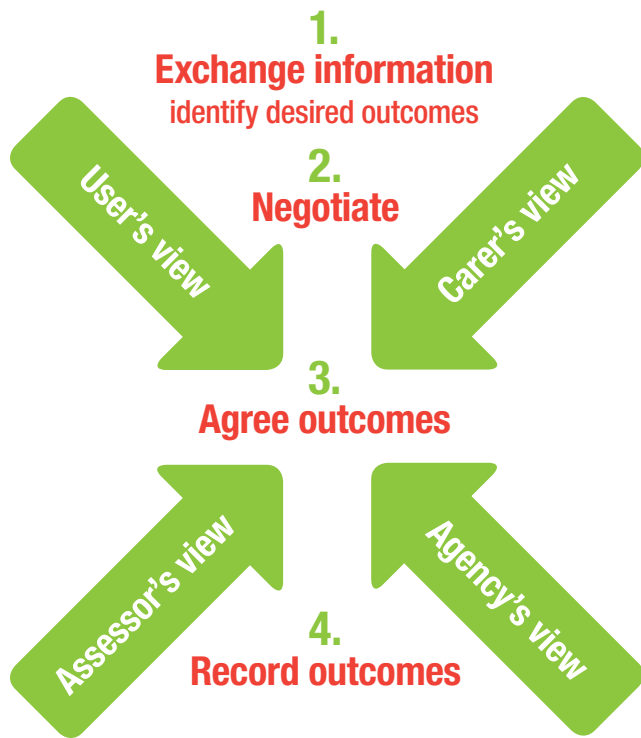 1.
Exchange information
identify desired outcomes
2.
Negotiate
User's view
Carer's view
3.
Agree outcomes
Assessor's view
Agency's view
4.
Record outcomes